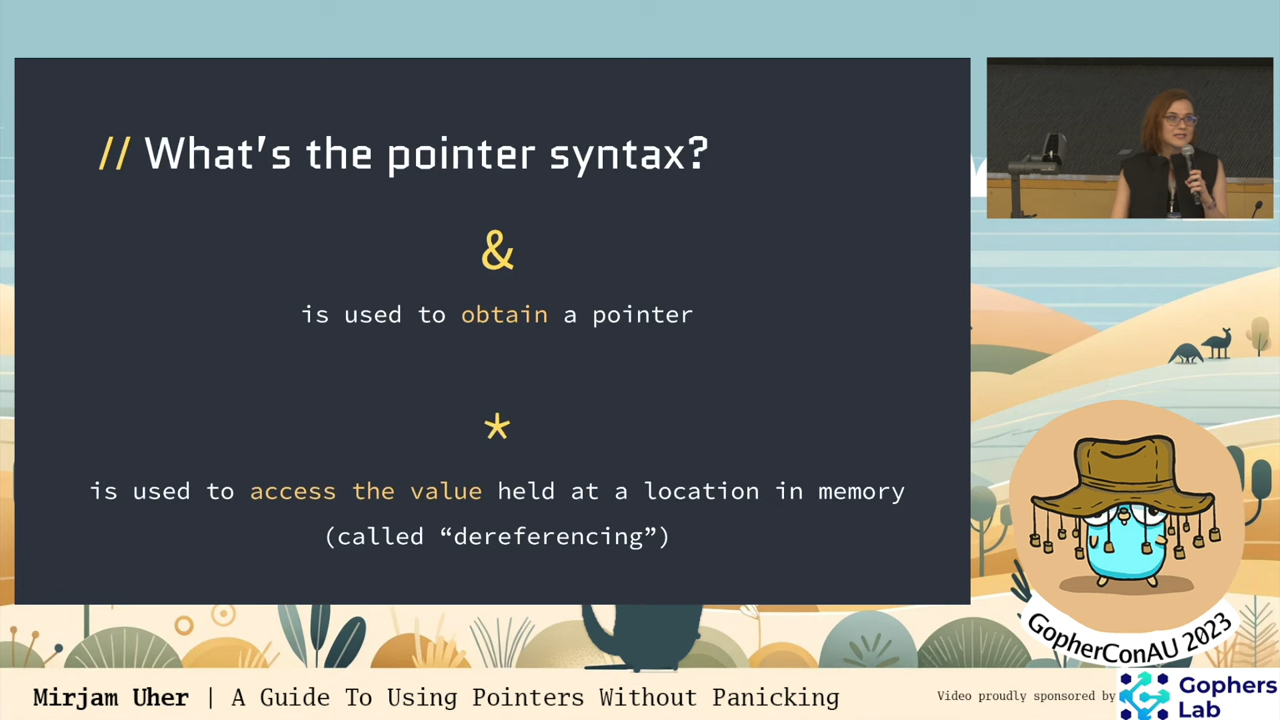 // What's the pointer syntax?
&
is used to obtain a pointer
*
is used to access the value held at a location in memory
(called “dereferencing”)
GopherConAU 2023
Mirjam Uher | A Guide To Using Pointers Without Panicking
Video proudly sponsored by
Gophers
Lab